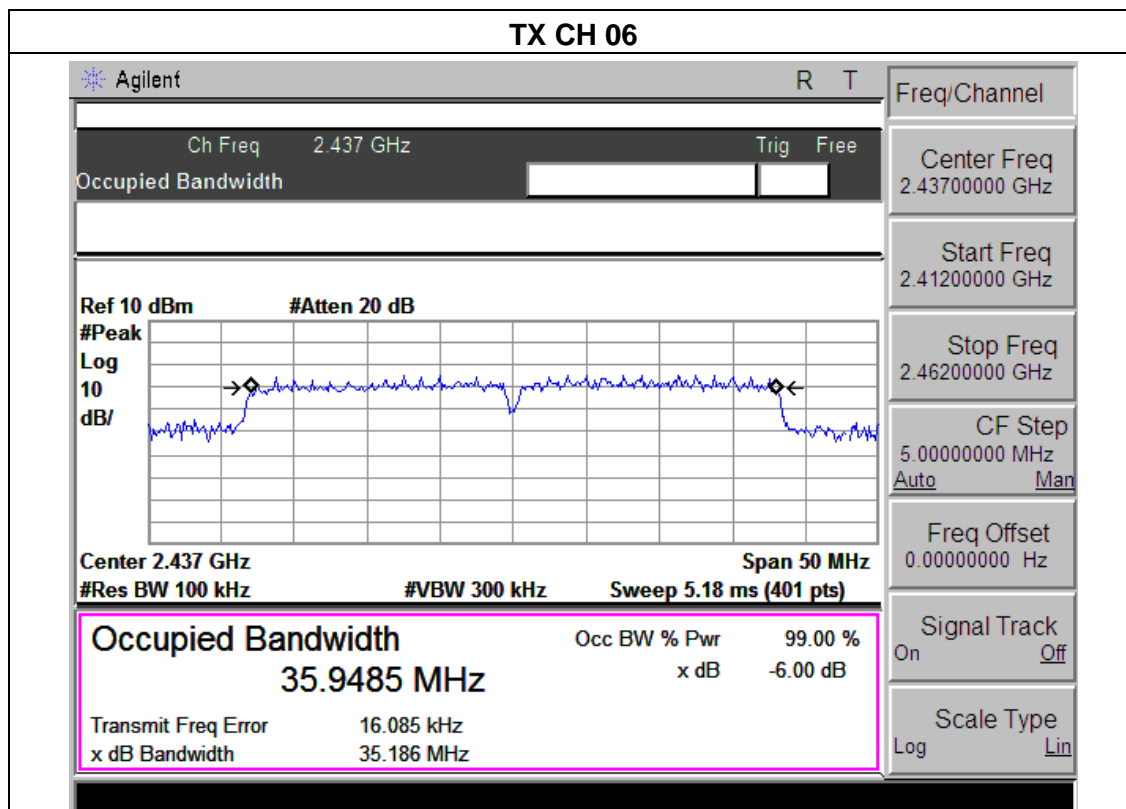 TX CH 06
Agilent R T
Ch Freq 2.437 GHz Trig Free
Occupied Bandwidth
Ref 10 dBm #Atten 20 dB
#Peak
Log
10
dB/
Center 2.437 GHz Span 50 MHz
#Res BW 100 kHz #VBW 300 kHz Sweep 5.18 ms (401 pts)
Occupied Bandwidth Occ BW % Pwr 99.00 %
35.9485 MHz x dB -6.00 dB
Transmit Freq Error 16.085 kHz
x dB Bandwidth 35.186 MHz
Freq/Channel
Center Freq
2.43700000 GHz
Start Freq
2.41200000 GHz
Stop Freq
2.46200000 GHz
CF Step
5.00000000 MHz
Auto Man
Freq Offset
0.00000000 Hz
Signal Track
On Off
Scale Type
Log Lin